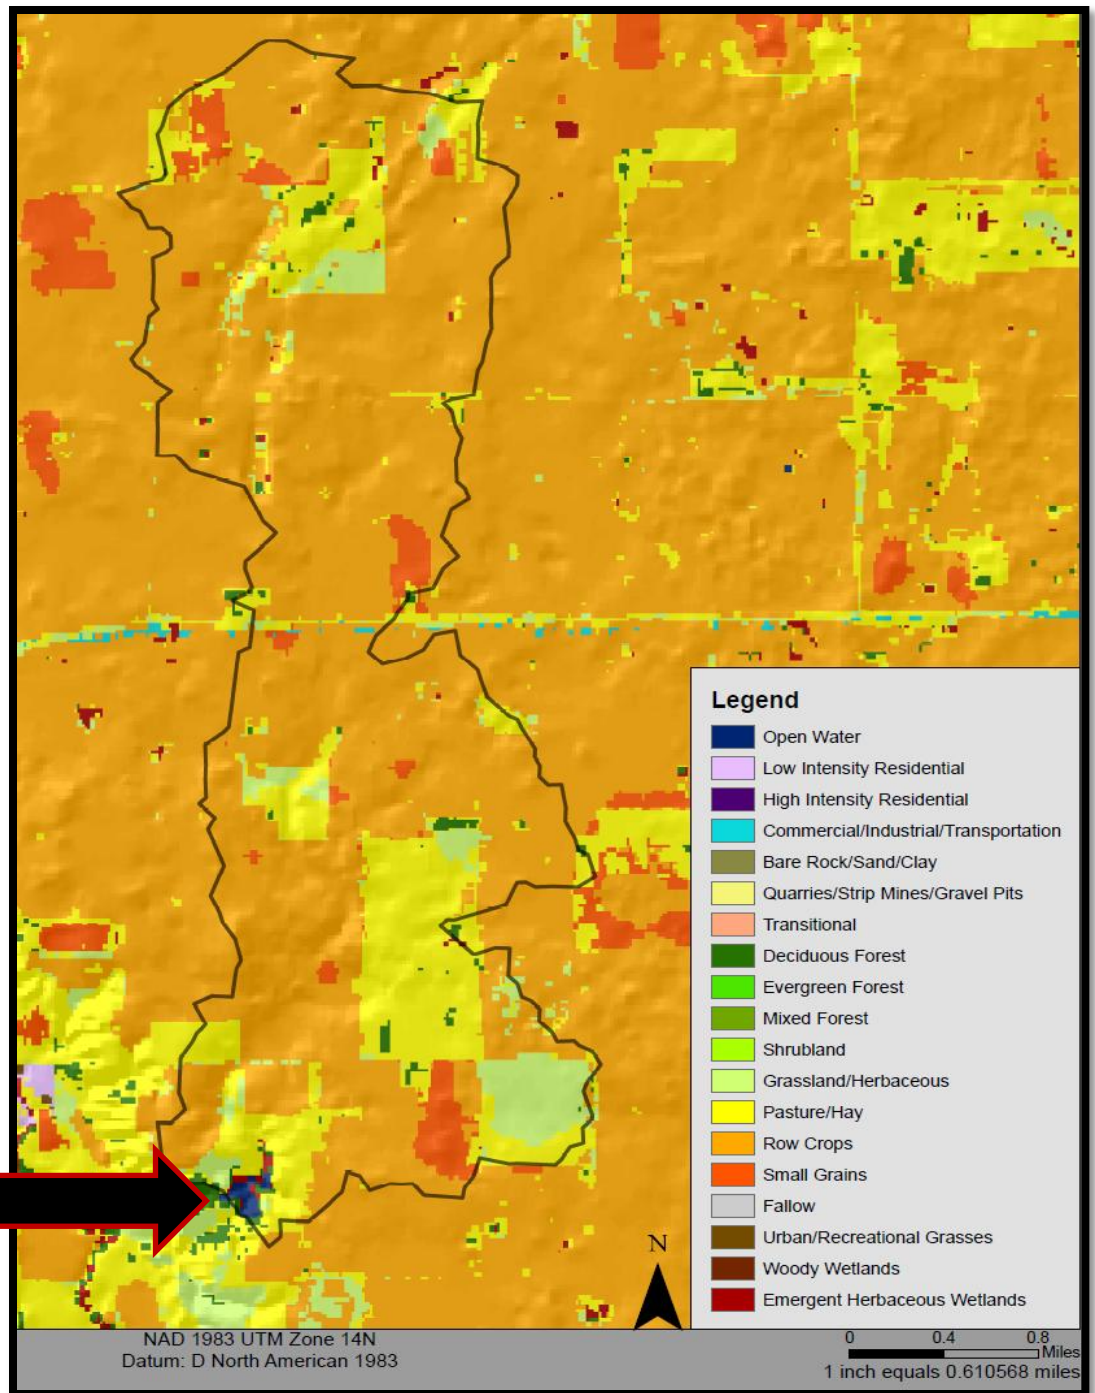 Legend
Open Water
Low Intensity Residential
High Intensity Residential
Commercial/Industrial/Transportation
Bare Rock/Sand/Clay
Quarries/Strip Mines/Gravel Pits
Transitional
Deciduous Forest
Evergreen Forest
Mixed Forest
Shrubland
Grassland/Herbaceous
Pasture/Hay
Row Crops
Small Grains
Fallow
Urban/Recreational Grasses
Woody Wetlands
Emergent Herbaceous Wetlands
N
NAD 1983 UTM Zone 14N
Datum: D North American 1983
0 0.4 0.8
Miles
1 inch equals 0.610568 miles